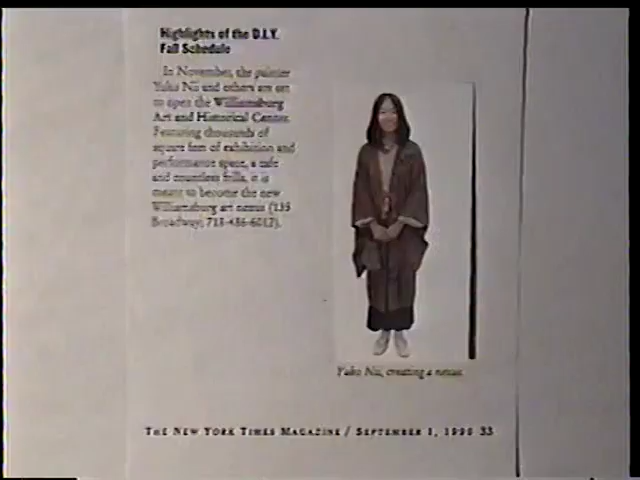 Highlights of the D.I.Y.
Fall Schedule
In November, the painter
Yuko Nii and others are set
to open the Williamsburg
Art and Historical Center.
Featuring thousands of
square feet of exhibition and
performance space, a cafe
and countless frills, it is
meant to become the new
Williamsburg art nexus (135
Broadway; 718-486-6012).
Yuko Nii, creating a nexus.
THE NEW YORK TIMES MAGAZINE / SEPTEMBER 1, 1996 33